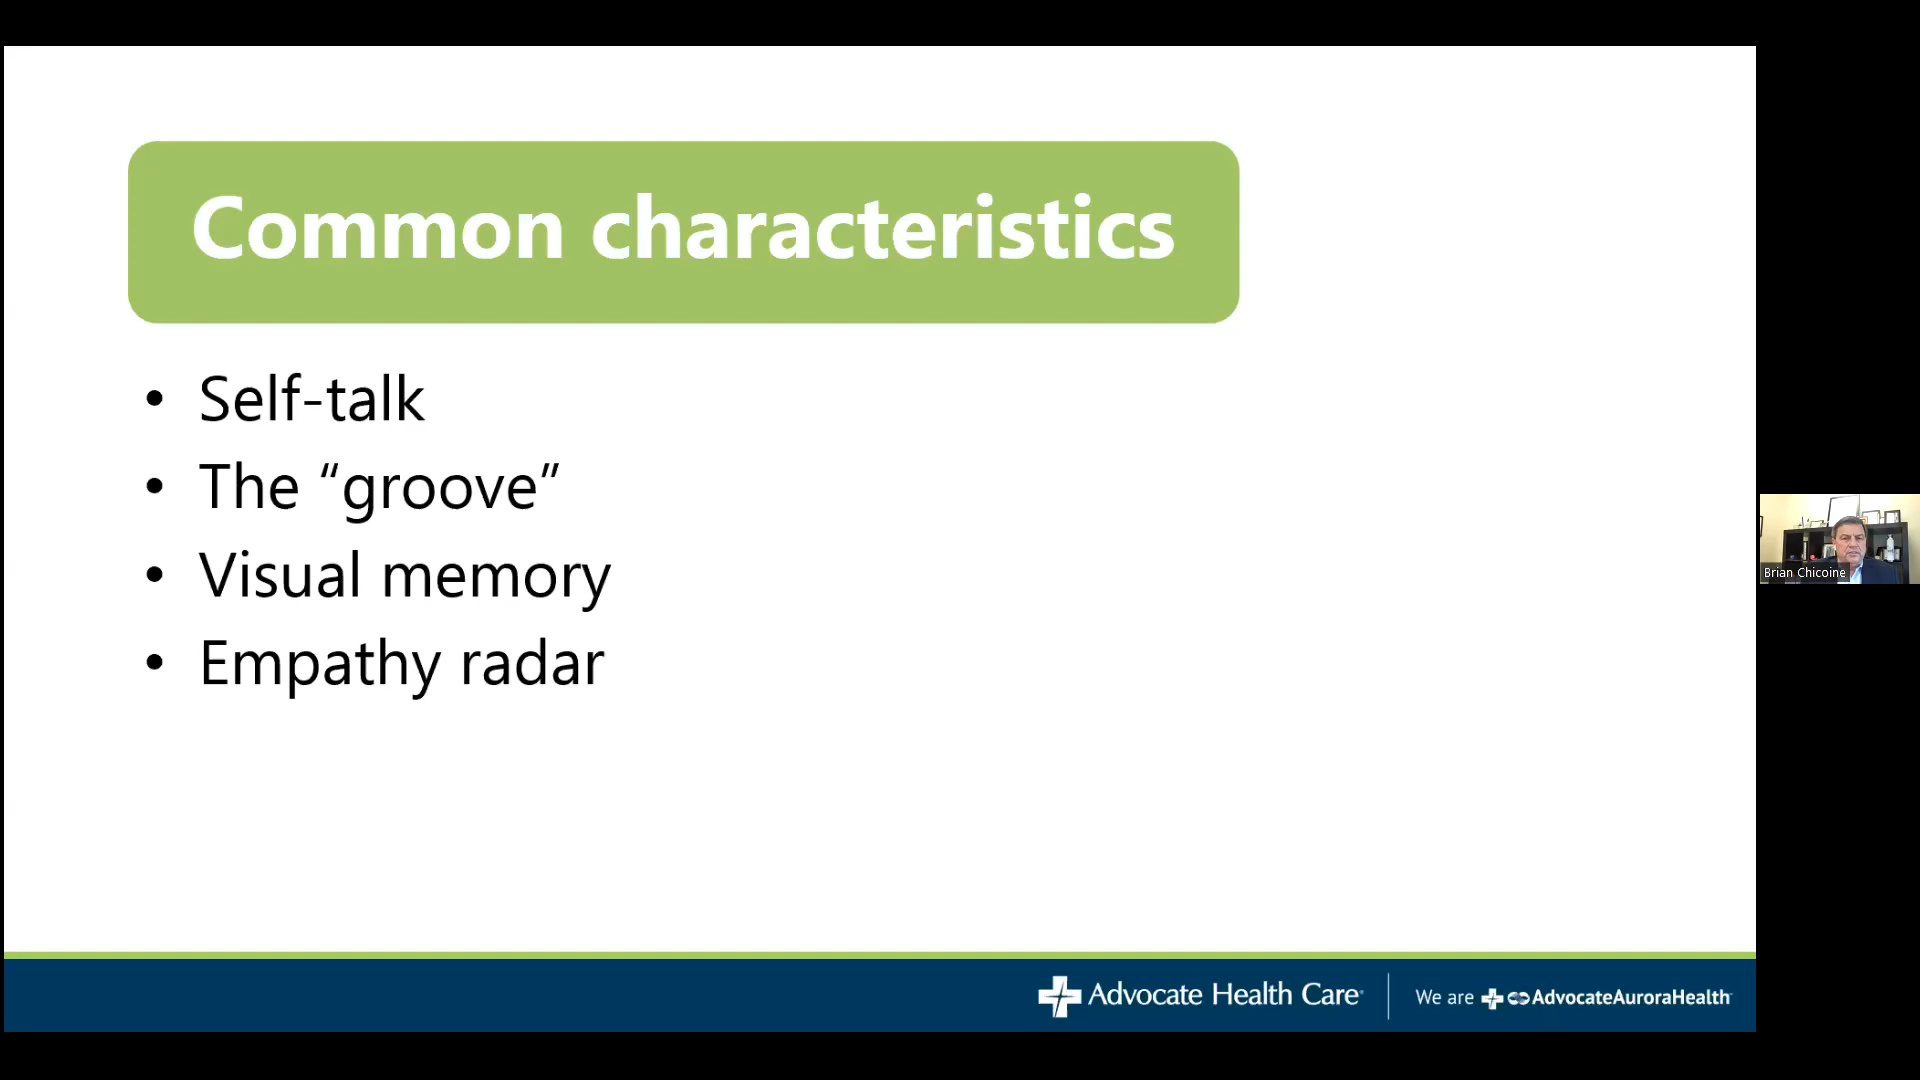 Common characteristics
• Self-talk
• The “groove”
• Visual memory
• Empathy radar
Brian Chicoine
Advocate Health Care
We are AdvocateAuroraHealth